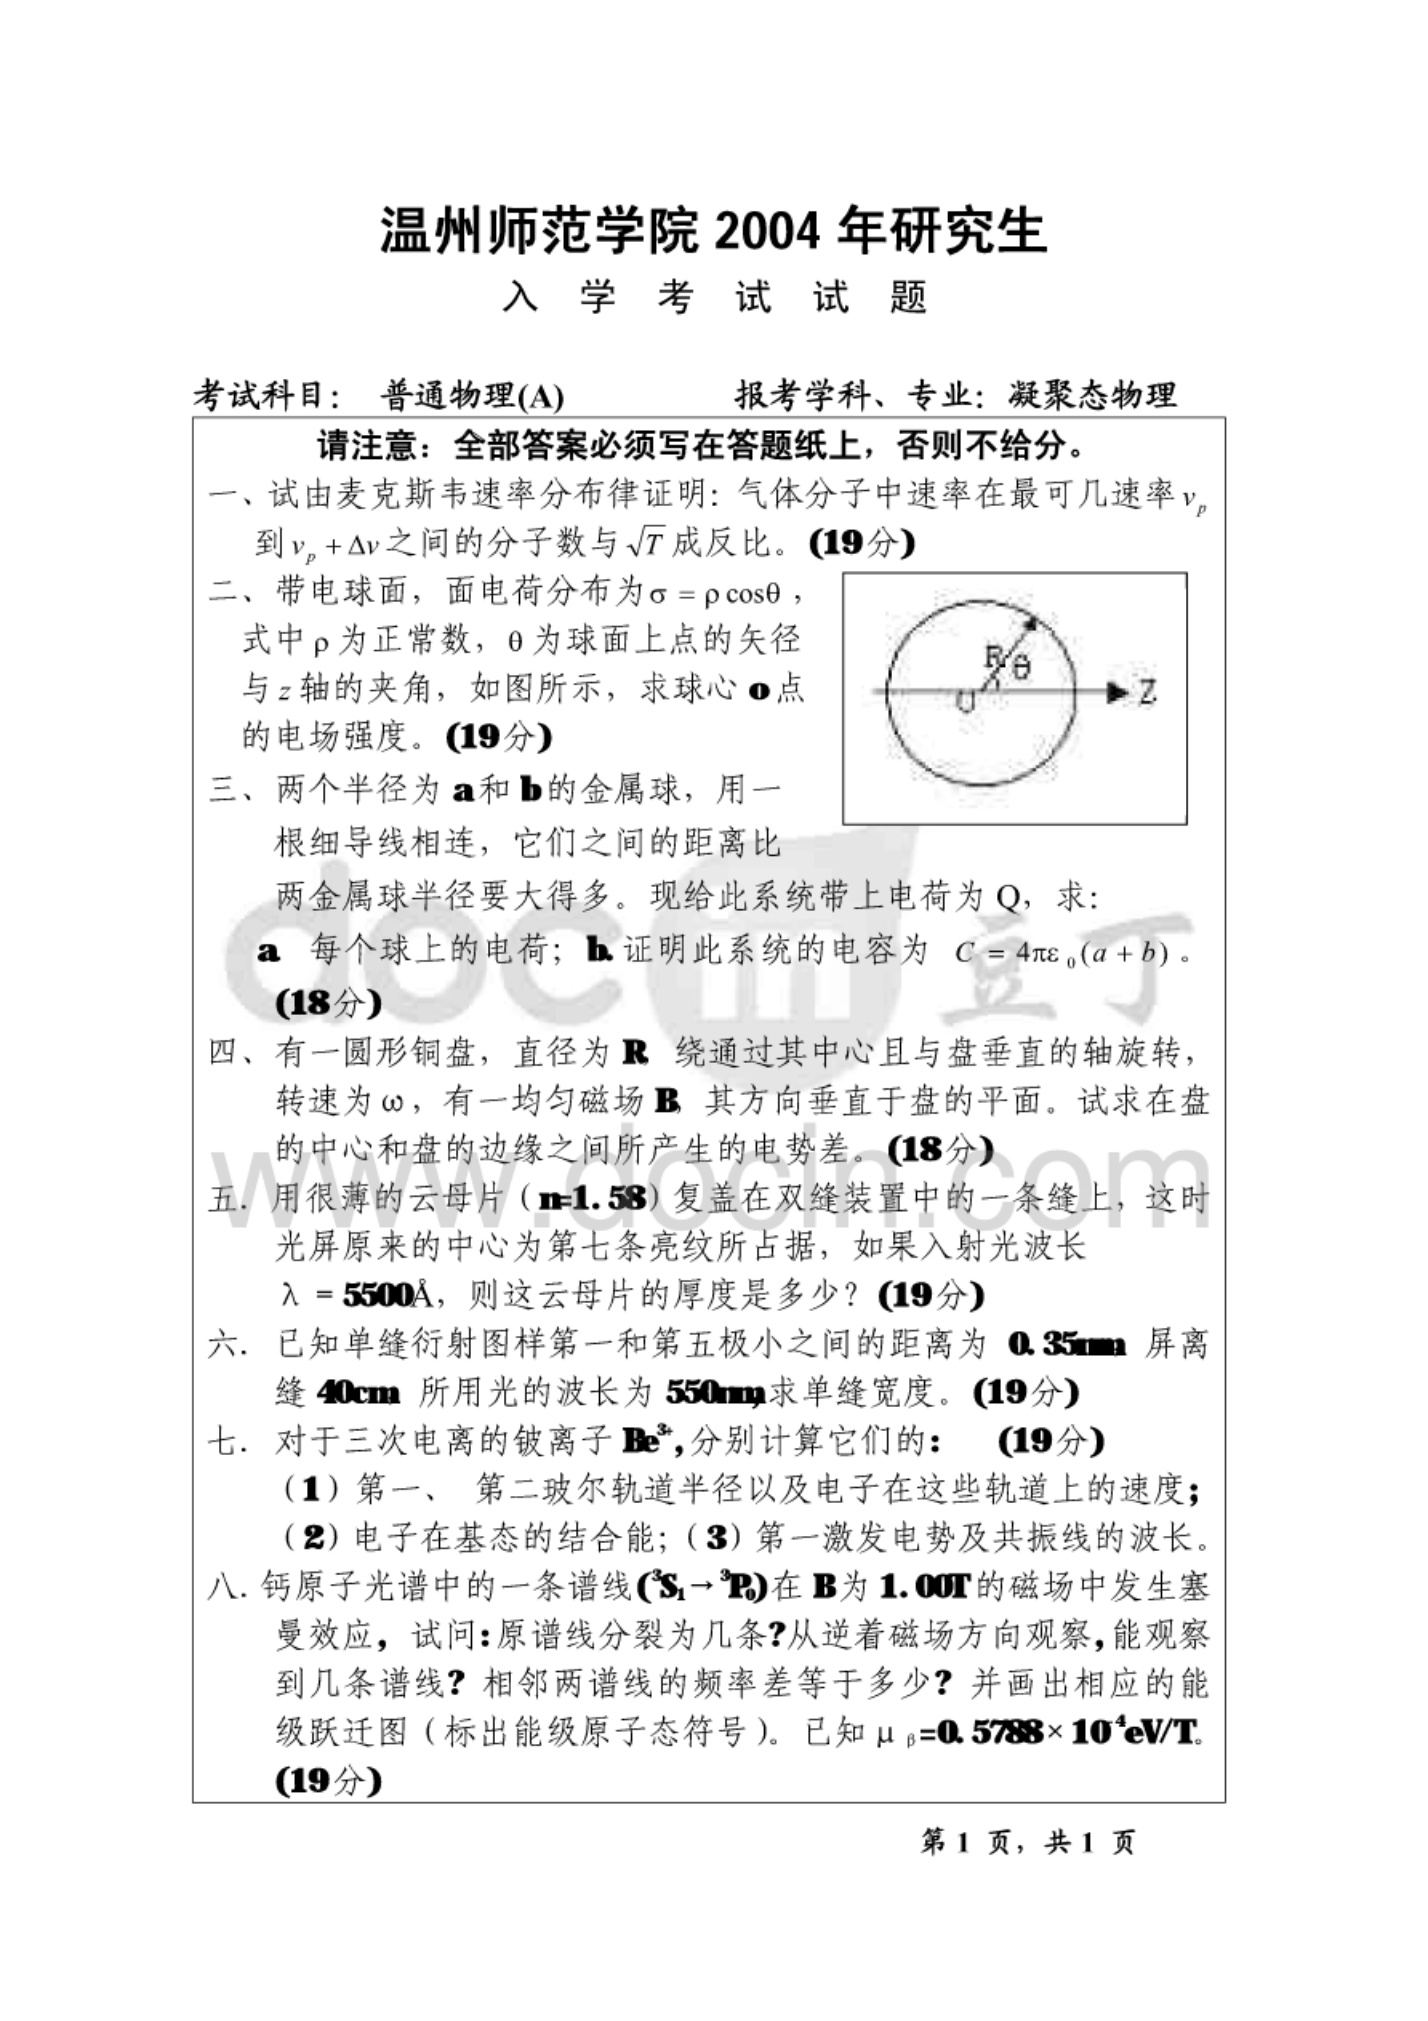 温州师范学院 2004 年研究生
入 学 考 试 试 题
考试科目： 普通物理(A) 报考学科、专业：凝聚态物理
请注意：全部答案必须写在答题纸上，否则不给分。
一、试由麦克斯韦速率分布律证明：气体分子中速率在最可几速率 v_p
到 v_p + Δv 之间的分子数与 √T 成反比。(19分)
二、带电球面，面电荷分布为 σ = ρ cosθ ，
式中 ρ 为正常数，θ 为球面上点的矢径
与 z 轴的夹角，如图所示，求球心 o 点
的电场强度。(19分)
R θ
O Z
三、两个半径为 a 和 b 的金属球，用一
根细导线相连，它们之间的距离比
两金属球半径要大得多。现给此系统带上电荷为 Q，求：
a. 每个球上的电荷；b. 证明此系统的电容为 C = 4πε₀(a + b) 。
(18分)
四、有一圆形铜盘，直径为 R，绕通过其中心且与盘垂直的轴旋转，
转速为 ω，有一均匀磁场 B，其方向垂直于盘的平面。试求在盘
的中心和盘的边缘之间所产生的电势差。(18分)
五．用很薄的云母片（n=1.58）复盖在双缝装置中的一条缝上，这时
光屏原来的中心为第七条亮纹所占据，如果入射光波长
λ = 5500Å，则这云母片的厚度是多少？(19分)
六．已知单缝衍射图样第一和第五极小之间的距离为 0.35mm，屏离
缝 40cm，所用光的波长为 550nm,求单缝宽度。(19分)
七．对于三次电离的铍离子 Be³⁺,分别计算它们的： (19分)
（1）第一、 第二玻尔轨道半径以及电子在这些轨道上的速度；
（2）电子在基态的结合能；（3）第一激发电势及共振线的波长。
八．钙原子光谱中的一条谱线(³S₁→³P₀)在 B 为 1.00T 的磁场中发生塞
曼效应，试问:原谱线分裂为几条?从逆着磁场方向观察,能观察
到几条谱线? 相邻两谱线的频率差等于多少? 并画出相应的能
级跃迁图（标出能级原子态符号）。已知 μ_β=0.5788×10⁻⁴eV/T。
(19分)
第 1 页，共 1 页
docin 豆丁
www.docin.com